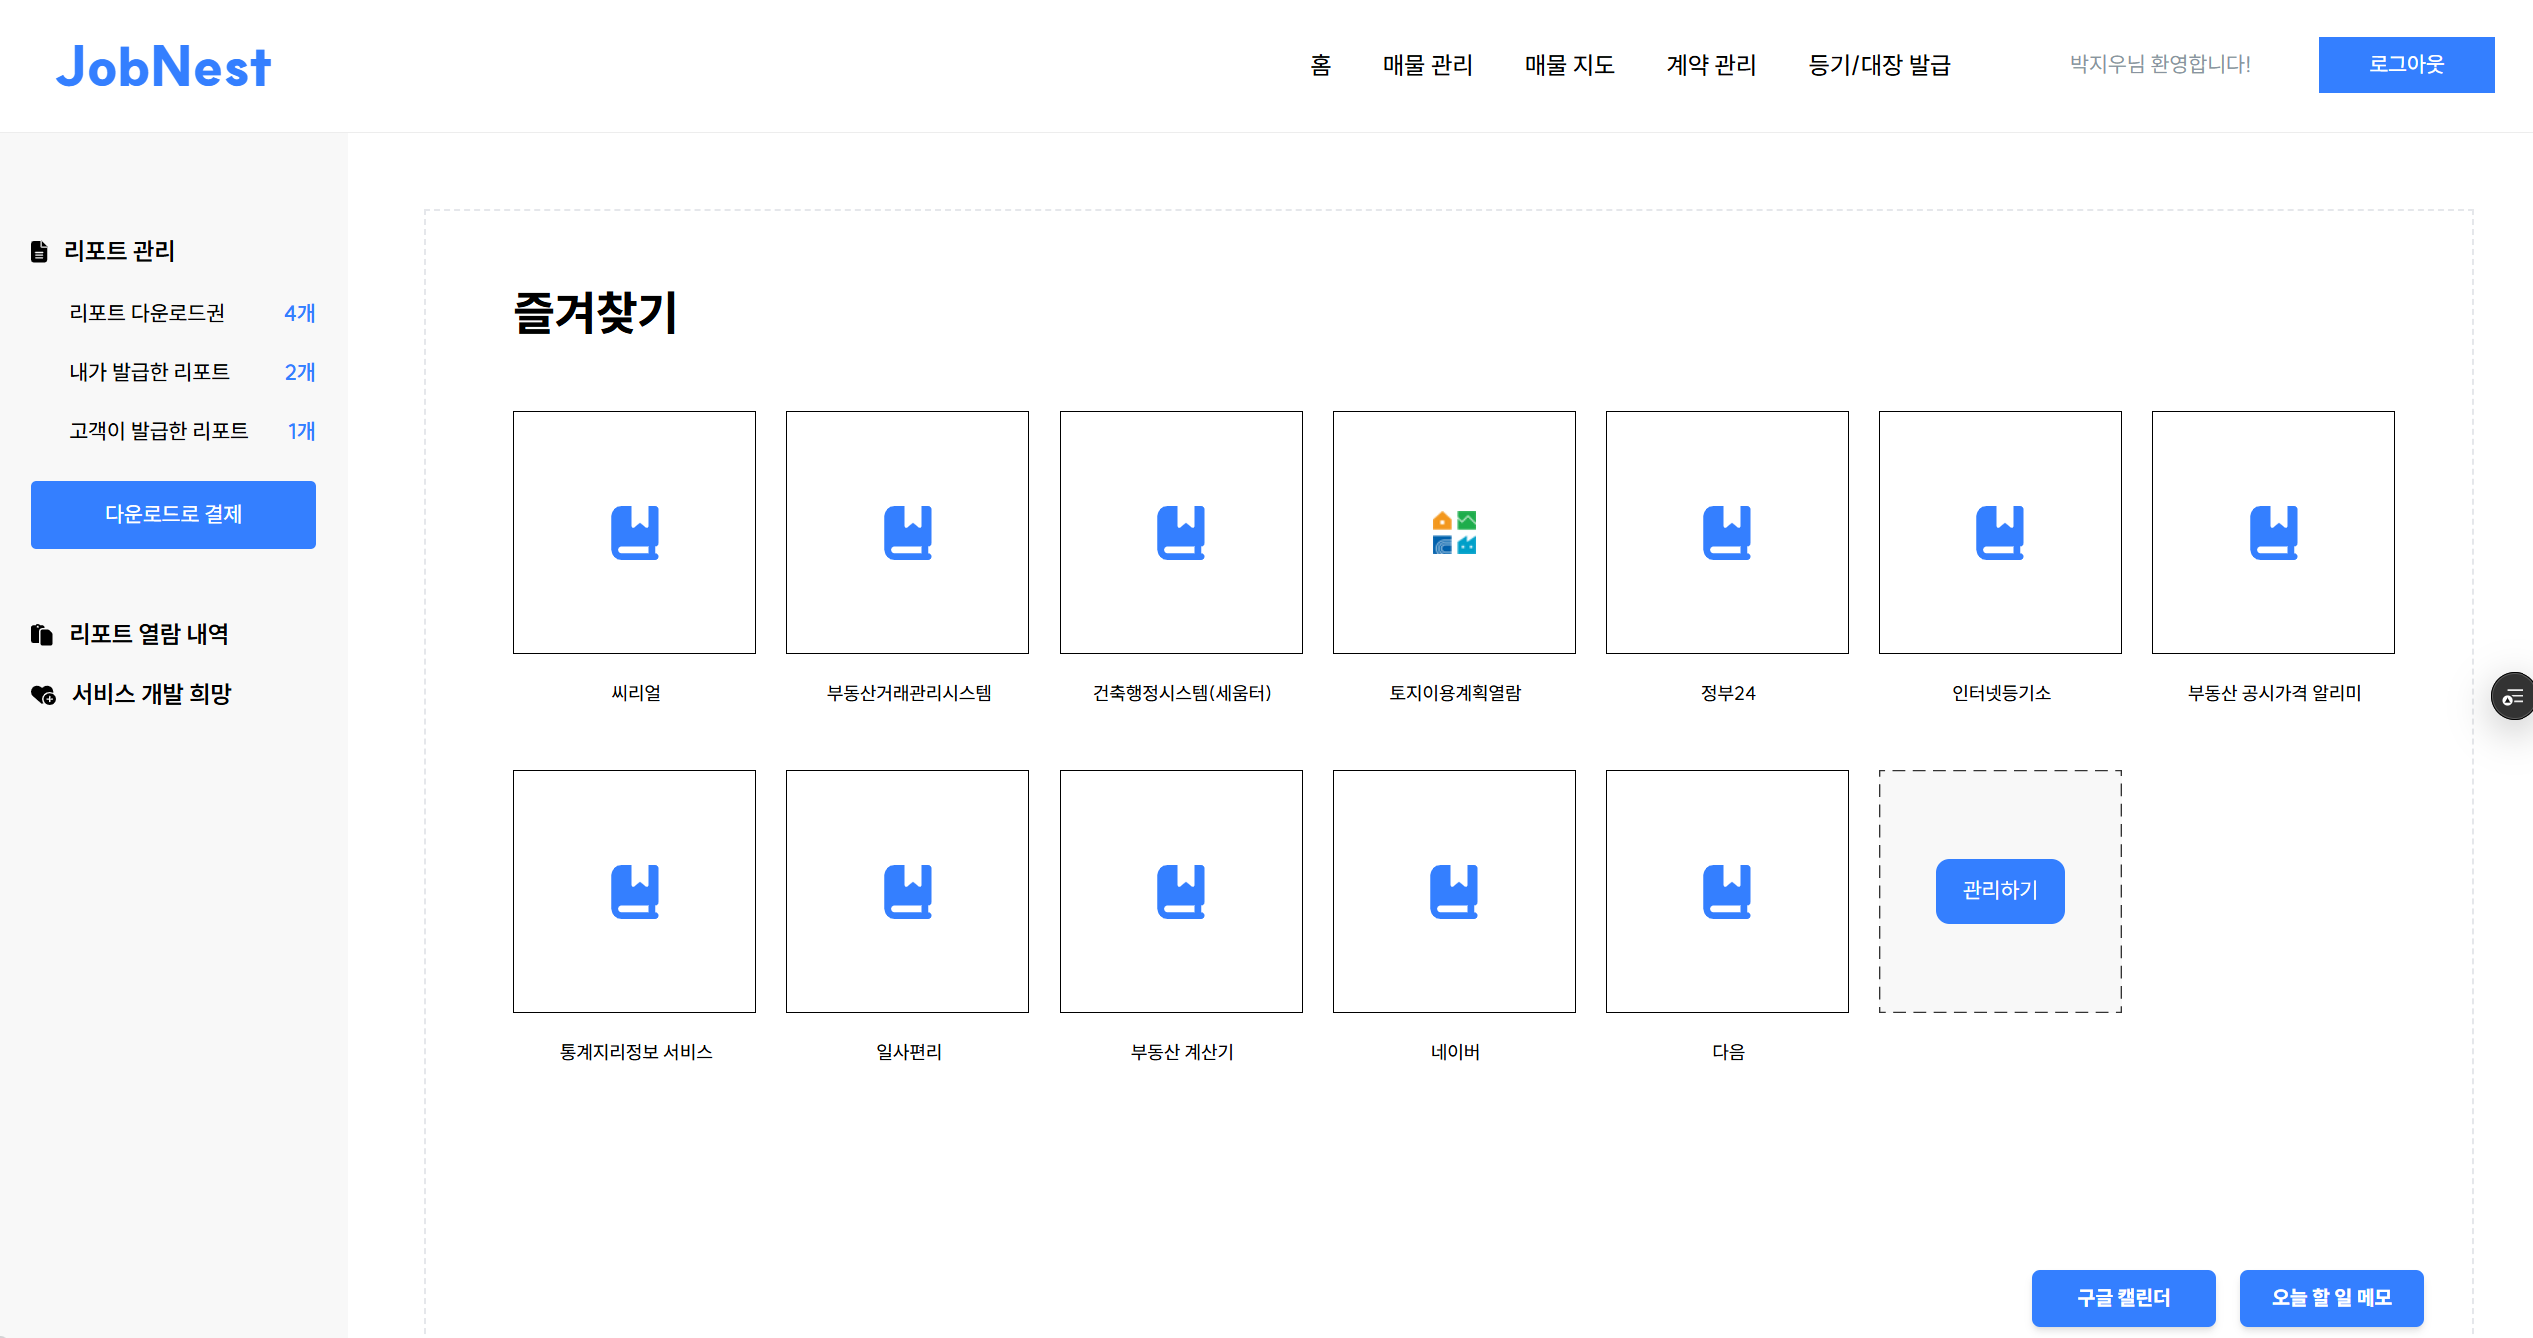 JobNest
홈
매물 관리
매물 지도
계약 관리
등기/대장 발급
박지우님 환영합니다!
로그아웃
리포트 관리
리포트 다운로드권 4개
내가 발급한 리포트 2개
고객이 발급한 리포트 1개
다운로드로 결제
리포트 열람 내역
서비스 개발 희망
즐겨찾기
씨리얼
부동산거래관리시스템
건축행정시스템(세움터)
토지이용계획열람
정부24
인터넷등기소
부동산 공시가격 알리미
관리하기
통계지리정보 서비스
일사편리
부동산 계산기
네이버
다음
구글 캘린더
오늘 할 일 메모